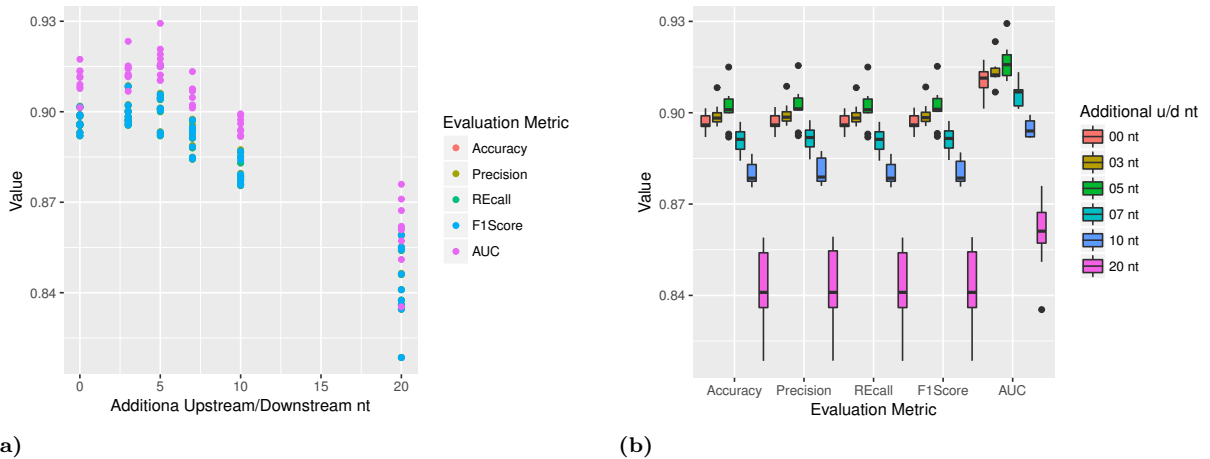 0.93
0.90
0.87
0.84
Value
0
5
10
15
20
Additiona Upstream/Downstream nt
Evaluation Metric
Accuracy
Precision
REcall
F1Score
AUC
a)
0.93
0.90
0.87
0.84
Value
Accuracy
Precision
REcall
F1Score
AUC
Evaluation Metric
Additional u/d nt
00 nt
03 nt
05 nt
07 nt
10 nt
20 nt
(b)